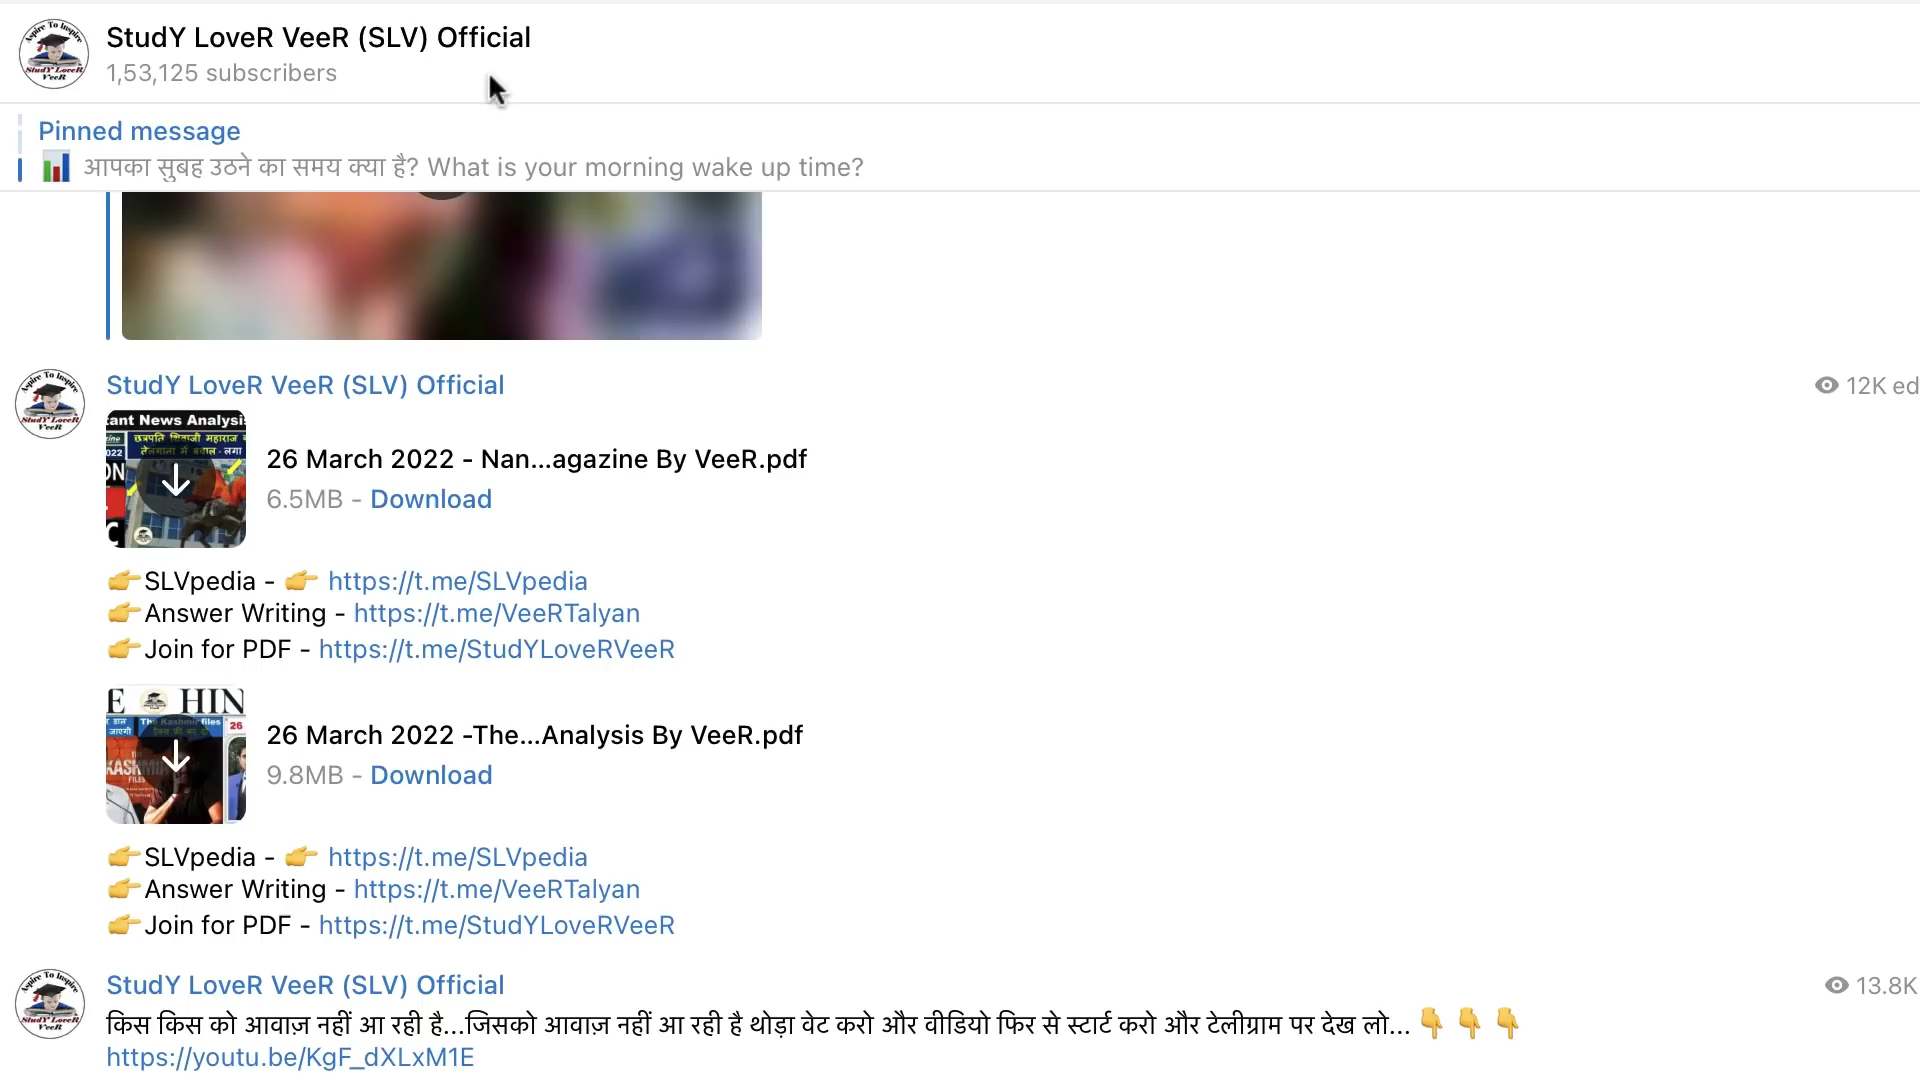 StudY LoveR VeeR (SLV) Official
1,53,125 subscribers
Pinned message
📊 आपका सुबह उठने का समय क्या है? What is your morning wake up time?
StudY LoveR VeeR (SLV) Official
12K ed
26 March 2022 - Nan...agazine By VeeR.pdf
6.5MB - Download
👉SLVpedia - 👉 https://t.me/SLVpedia
👉Answer Writing - https://t.me/VeeRTalyan
👉Join for PDF - https://t.me/StudYLoveRVeeR
26 March 2022 -The...Analysis By VeeR.pdf
9.8MB - Download
👉SLVpedia - 👉 https://t.me/SLVpedia
👉Answer Writing - https://t.me/VeeRTalyan
👉Join for PDF - https://t.me/StudYLoveRVeeR
StudY LoveR VeeR (SLV) Official
13.8K
किस किस को आवाज़ नहीं आ रही है...जिसको आवाज़ नहीं आ रही है थोड़ा वेट करो और वीडियो फिर से स्टार्ट करो और टेलीग्राम पर देख लो... 👇 👇 👇
https://youtu.be/KgF_dXLxM1E